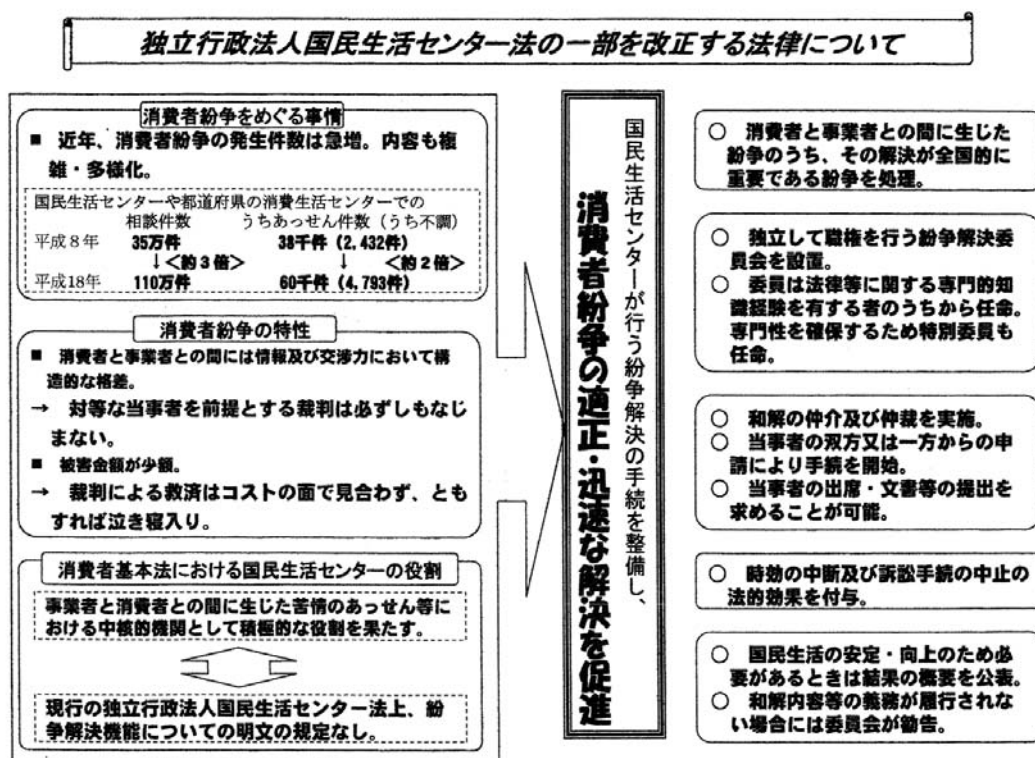 独立行政法人国民生活センター法の一部を改正する法律について
消費者紛争をめぐる事情
■ 近年、消費者紛争の発生件数は急増。内容も複
雑・多様化。
国民生活センターや都道府県の消費生活センターでの
相談件数 うちあっせん件数（うち不調）
平成8年 35万件 38千件（2,432件）
↓＜約3倍＞ ↓ ＜約2倍＞
平成18年 110万件 60千件（4,793件）
消費者紛争の特性
■ 消費者と事業者との間には情報及び交渉力において構
造的な格差。
→ 対等な当事者を前提とする裁判は必ずしもなじ
まない。
■ 被害金額が少額。
→ 裁判による救済はコストの面で見合わず、とも
すれば泣き寝入り。
消費者基本法における国民生活センターの役割
事業者と消費者との間に生じた苦情のあっせん等に
おける中核的機関として積極的な役割を果たす。
現行の独立行政法人国民生活センター法上、紛
争解決機能についての明文の規定なし。
国民生活センターが行う紛争解決の手続を整備し、
消費者紛争の適正・迅速な解決を促進
○ 消費者と事業者との間に生じた
紛争のうち、その解決が全国的に
重要である紛争を処理。
○ 独立して職権を行う紛争解決委
員会を設置。
○ 委員は法律等に関する専門的知
識経験を有する者のうちから任命。
専門性を確保するため特別委員も
任命。
○ 和解の仲介及び仲裁を実施。
○ 当事者の双方又は一方からの申
請により手続を開始。
○ 当事者の出席・文書等の提出を
求めることが可能。
○ 時効の中断及び訴訟手続の中止の
法的効果を付与。
○ 国民生活の安定・向上のため必
要があるときは結果の概要を公表。
○ 和解内容等の義務が履行されな
い場合には委員会が勧告。